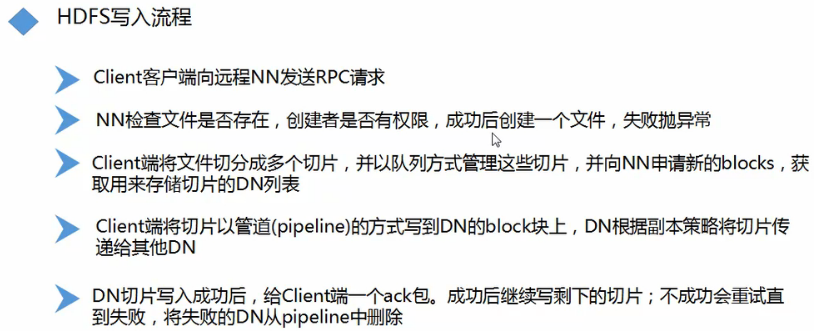 HDFS写入流程
Client客户端向远程NN发送RPC请求
NN检查文件是否存在，创建者是否有权限，成功后创建一个文件，失败抛异常
Client端将文件切分成多个切片，并以队列方式管理这些切片，并向NN申请新的blocks，获
取用来存储切片的DN列表
Client端将切片以管道(pipeline)的方式写到DN的block块上，DN根据副本策略将切片传
递给其他DN
DN切片写入成功后，给Client端一个ack包。成功后继续写剩下的切片；不成功会重试直
到失败，将失败的DN从pipeline中删除